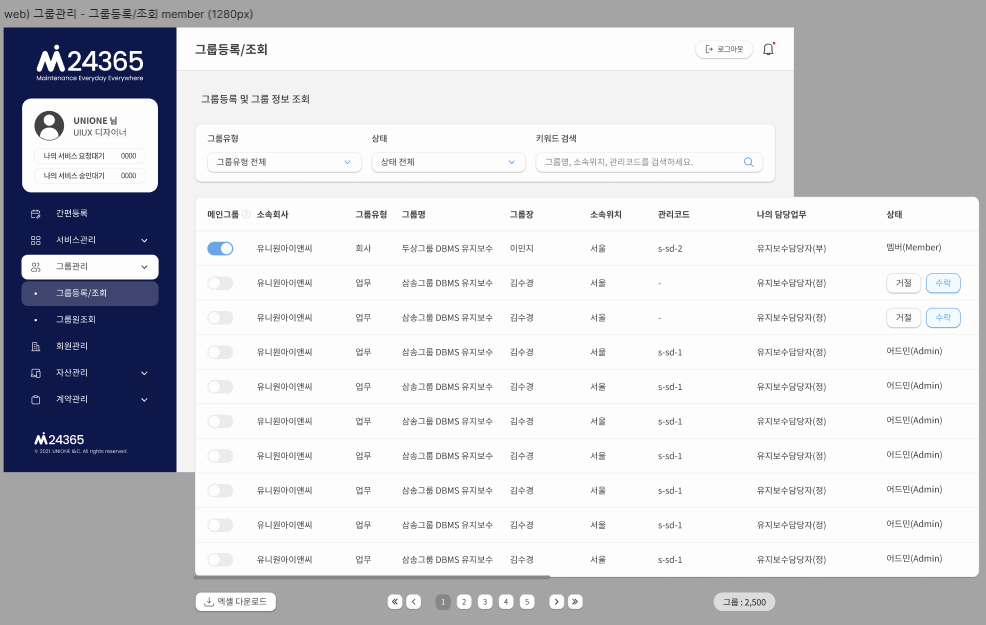 web) 그룹관리 - 그룹등록/조회 member (1280px)
24365
Maintenance Everyday Everywhere
그룹등록/조회
로그아웃
UNIONE 님
UIUX 디자이너
나의 서비스 요청대기 0000
나의 서비스 승인대기 0000
간편등록
서비스관리
그룹관리
• 그룹등록/조회
• 그룹원조회
회원관리
자산관리
계약관리
24365
© 2021 UNIONE I&C. All rights reserved.
그룹등록 및 그룹 정보 조회
그룹유형 상태 키워드 검색
그룹유형 전체 상태 전체 그룹명, 소속위치, 관리코드를 검색하세요.
메인그룹 소속회사 그룹유형 그룹명 그룹장 소속위치 관리코드 나의 담당업무 상태
유니원아이앤씨 회사 두상그룹 DBMS 유지보수 이민지 서울 s-sd-2 유지보수담당자(부) 멤버(Member)
유니원아이앤씨 업무 삼송그룹 DBMS 유지보수 김수경 서울 - 유지보수담당자(정) 거절 수락
유니원아이앤씨 업무 삼송그룹 DBMS 유지보수 김수경 서울 - 유지보수담당자(정) 거절 수락
유니원아이앤씨 업무 삼송그룹 DBMS 유지보수 김수경 서울 s-sd-1 유지보수담당자(정) 어드민(Admin)
유니원아이앤씨 업무 삼송그룹 DBMS 유지보수 김수경 서울 s-sd-1 유지보수담당자(정) 어드민(Admin)
유니원아이앤씨 업무 삼송그룹 DBMS 유지보수 김수경 서울 s-sd-1 유지보수담당자(정) 어드민(Admin)
유니원아이앤씨 업무 삼송그룹 DBMS 유지보수 김수경 서울 s-sd-1 유지보수담당자(정) 어드민(Admin)
유니원아이앤씨 업무 삼송그룹 DBMS 유지보수 김수경 서울 s-sd-1 유지보수담당자(정) 어드민(Admin)
유니원아이앤씨 업무 삼송그룹 DBMS 유지보수 김수경 서울 s-sd-1 유지보수담당자(정) 어드민(Admin)
유니원아이앤씨 업무 삼송그룹 DBMS 유지보수 김수경 서울 s-sd-1 유지보수담당자(정) 어드민(Admin)
엑셀 다운로드 « ‹ 1 2 3 4 5 › » 그룹 : 2,500